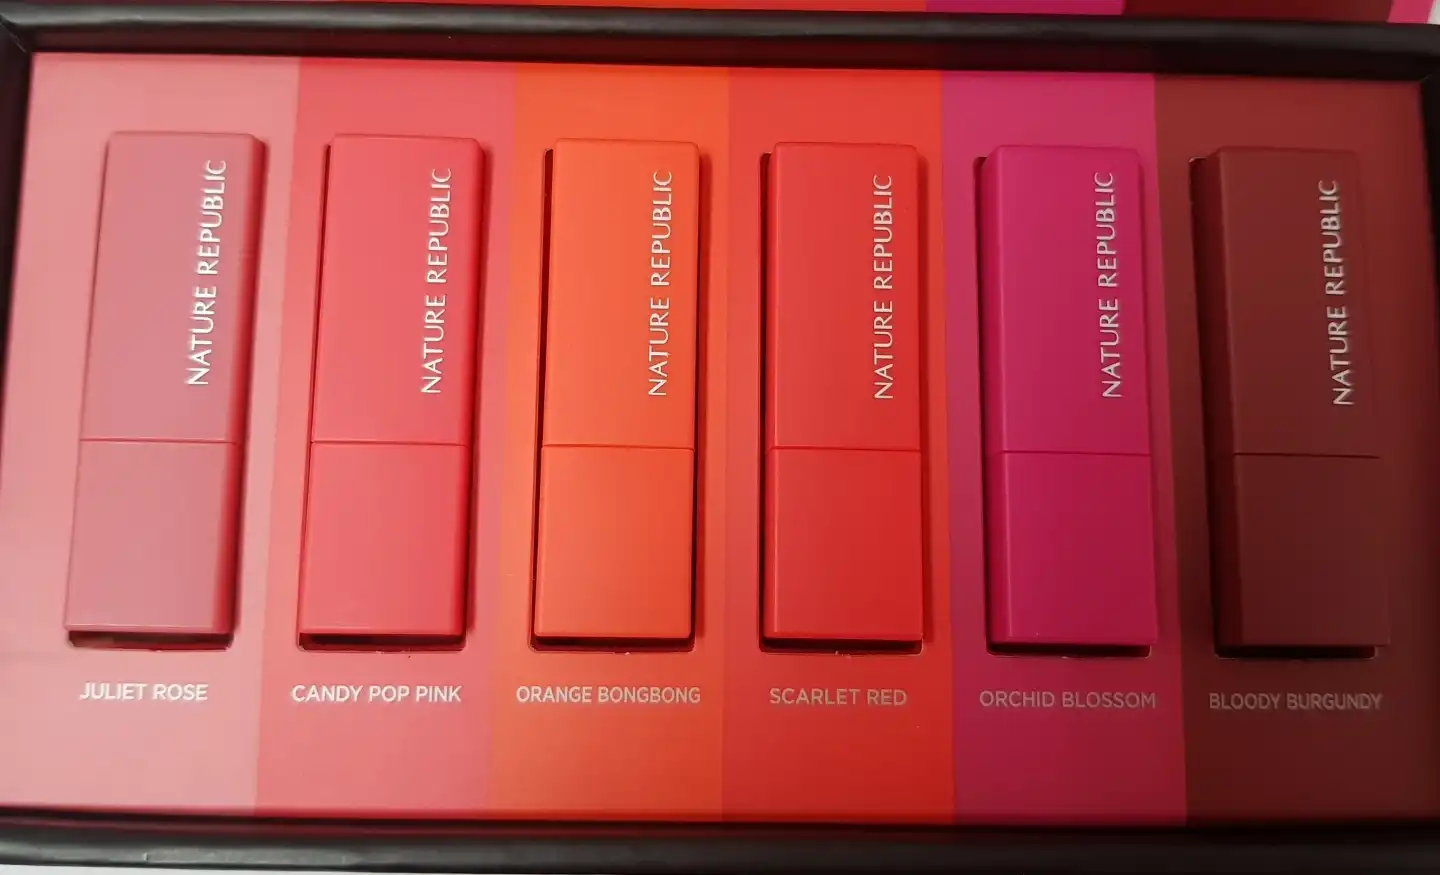 NATURE REPUBLIC
NATURE REPUBLIC
NATURE REPUBLIC
NATURE REPUBLIC
NATURE REPUBLIC
NATURE REPUBLIC
JULIET ROSE
CANDY POP PINK
ORANGE BONGBONG
SCARLET RED
ORCHID BLOSSOM
BLOODY BURGUNDY